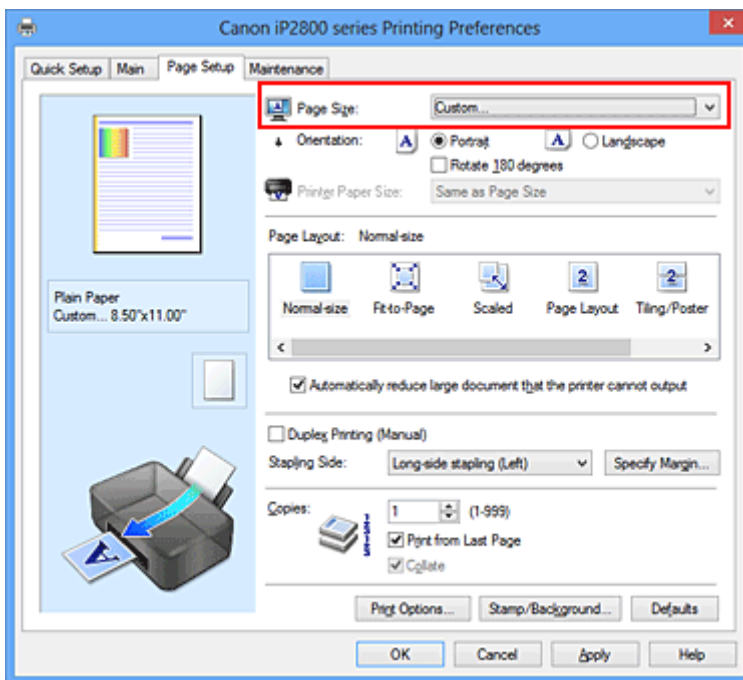 Canon iP2800 series Printing Preferences
Quick Setup Main Page Setup Maintenance
Page Size: Custom...
Orientation: A Portrait A Landscape
Rotate 180 degrees
Printer Paper Size: Same as Page Size
Page Layout: Normal-size
2 2
Normal-size Fit-to-Page Scaled Page Layout Tiling/Poster
Plain Paper
Custom... 8.50"x11.00"
Automatically reduce large document that the printer cannot output
Duplex Printing (Manual)
Stapling Side: Long-side stapling (Left) Specify Margin...
Copies: 1 (1-999)
Print from Last Page
Collate
A
Print Options... Stamp/Background... Defaults
OK Cancel Apply Help